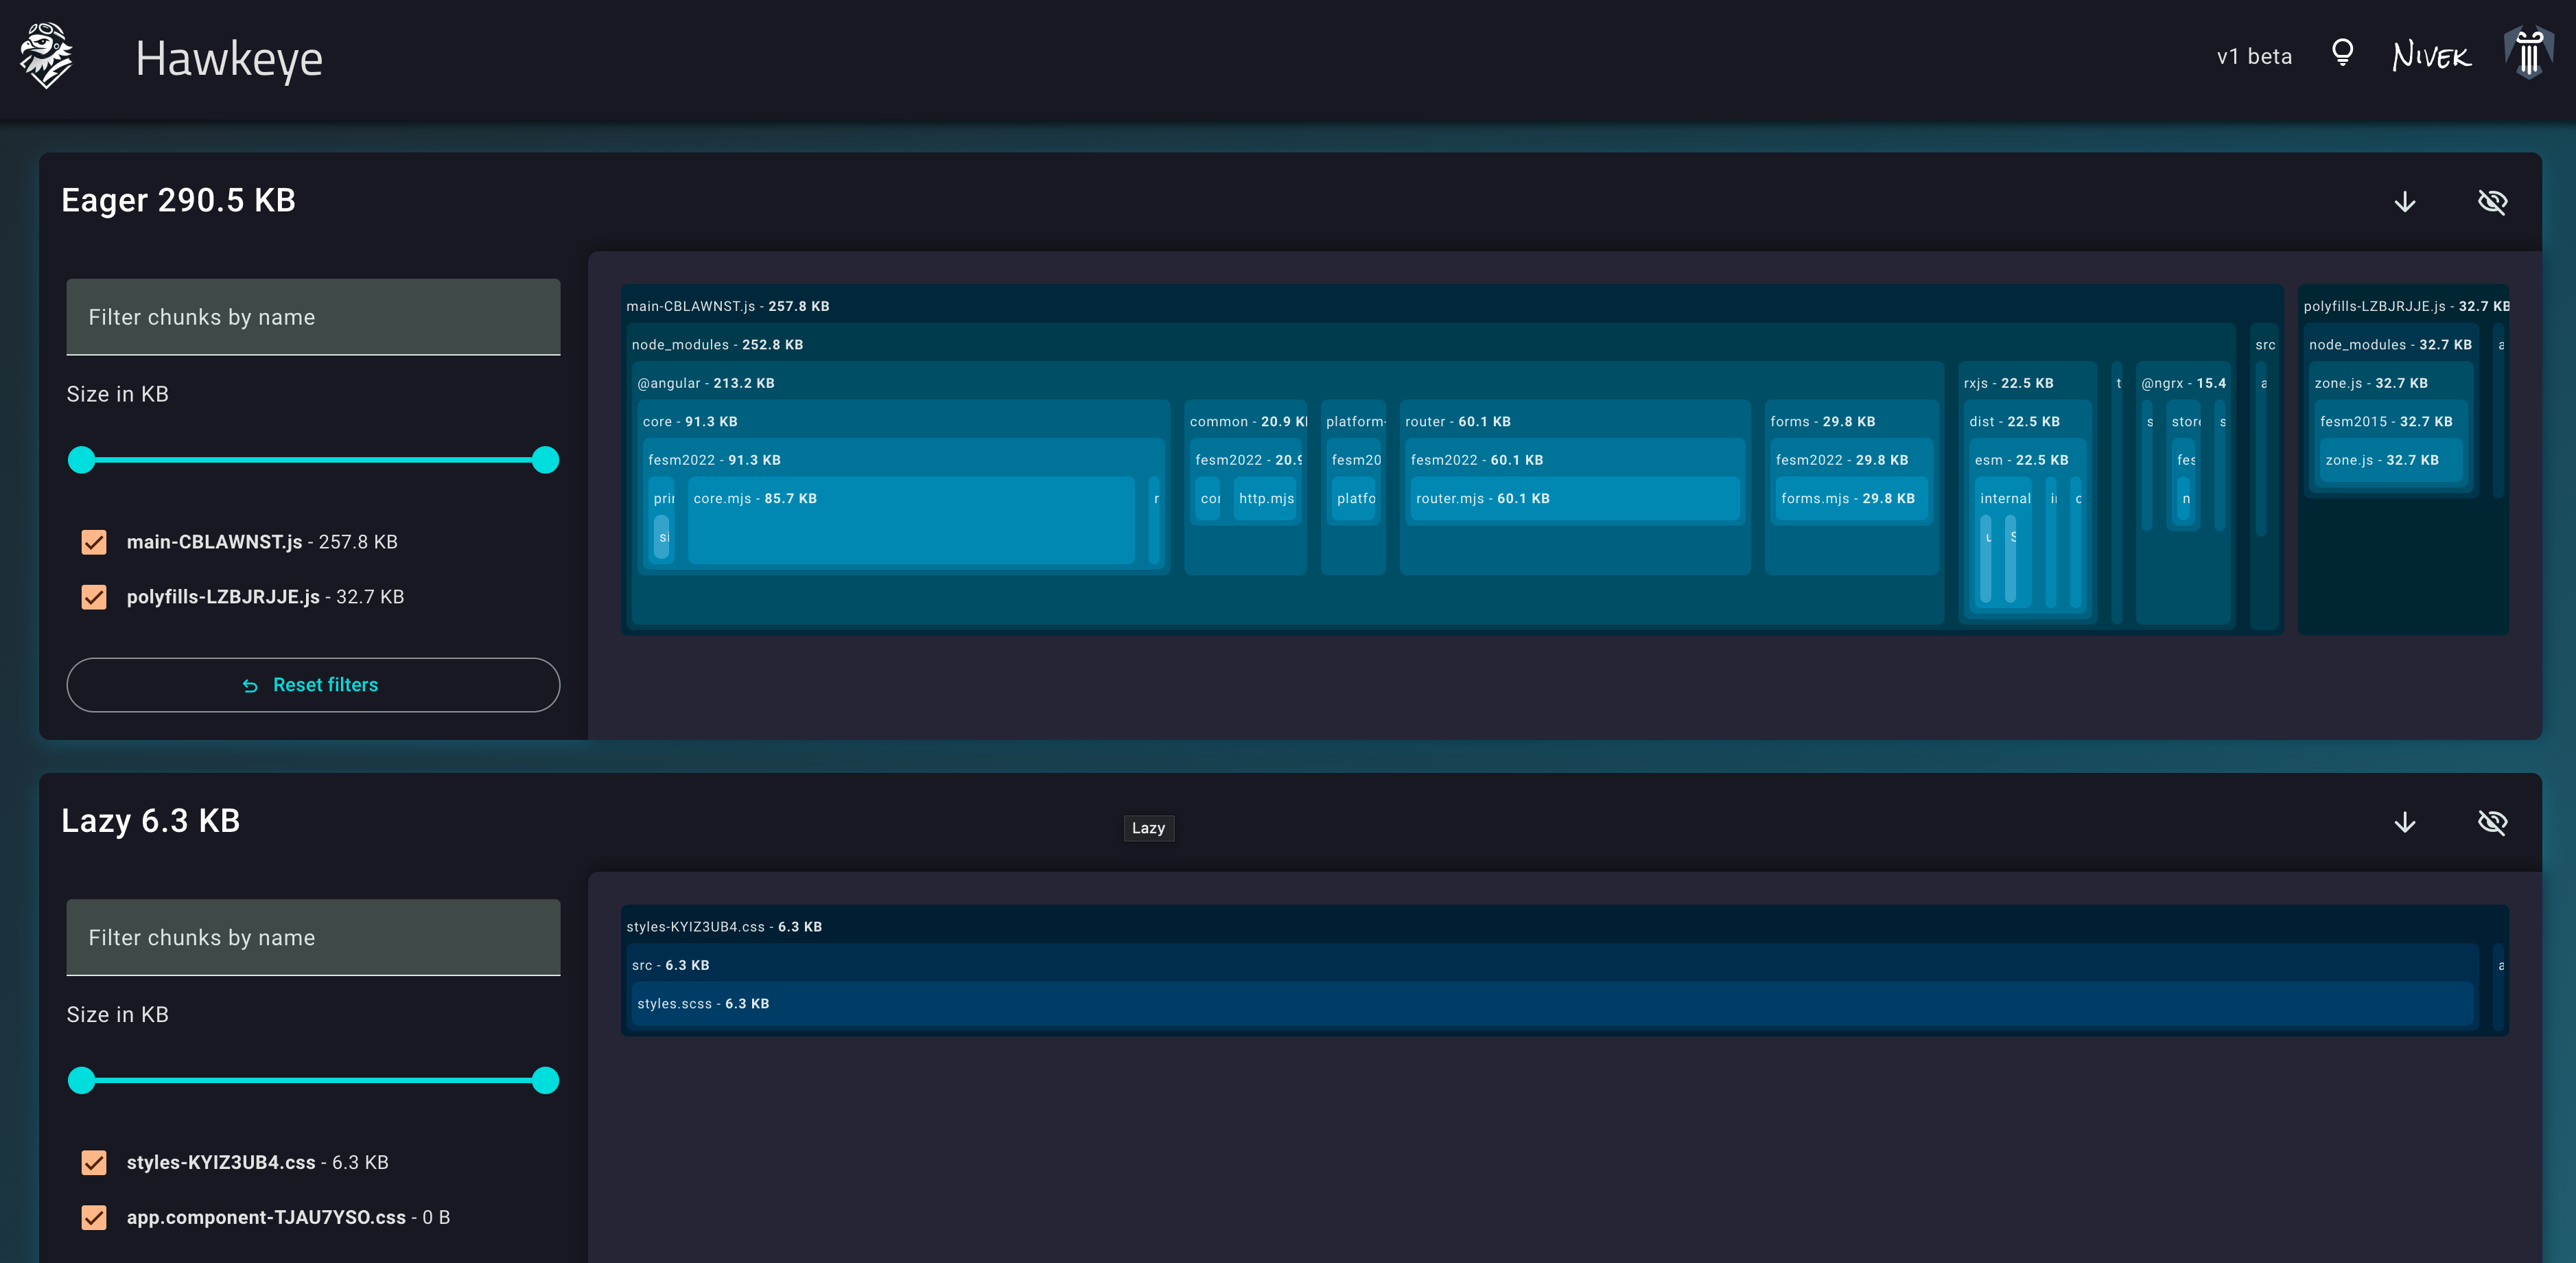 Hawkeye
v1 beta
Nivek
Eager 290.5 KB
Filter chunks by name
Size in KB
main-CBLAWNST.js - 257.8 KB
polyfills-LZBJRJJE.js - 32.7 KB
Reset filters
main-CBLAWNST.js - 257.8 KB
polyfills-LZBJRJJE.js - 32.7 KB
node_modules - 252.8 KB
src
node_modules - 32.7 KB
a
@angular - 213.2 KB
rxjs - 22.5 KB
t
@ngrx - 15.4
a
zone.js - 32.7 KB
core - 91.3 KB
common - 20.9 K
platform-
router - 60.1 KB
forms - 29.8 KB
dist - 22.5 KB
s
store
s
fesm2015 - 32.7 KB
fesm2022 - 91.3 KB
fesm2022 - 20.9
fesm20
fesm2022 - 60.1 KB
fesm2022 - 29.8 KB
esm - 22.5 KB
fes
zone.js - 32.7 KB
prin
core.mjs - 85.7 KB
r
cor
http.mjs
platfo
router.mjs - 60.1 KB
forms.mjs - 29.8 KB
internal
n
si
Lazy 6.3 KB
Lazy
Filter chunks by name
Size in KB
styles-KYIZ3UB4.css - 6.3 KB
app.component-TJAU7YSO.css - 0 B
styles-KYIZ3UB4.css - 6.3 KB
src - 6.3 KB
a
styles.scss - 6.3 KB